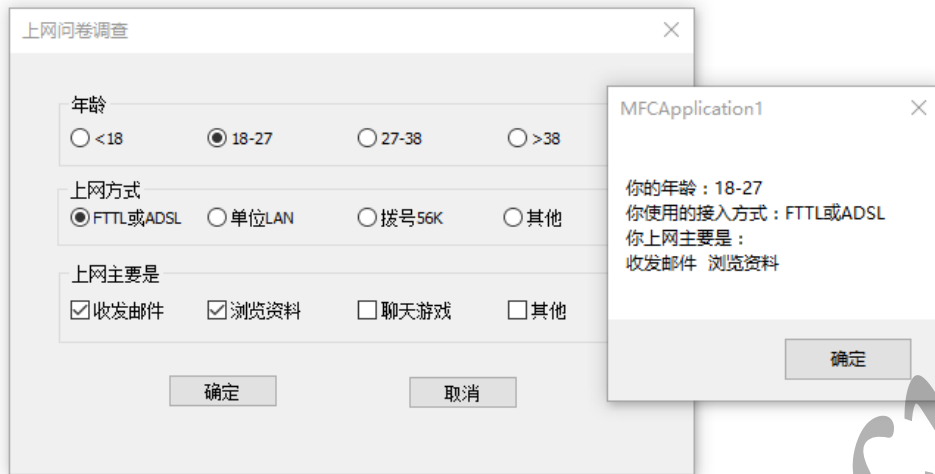 上网问卷调查
年龄
<18 18-27 27-38 >38
上网方式
FTTL或ADSL 单位LAN 拨号56K 其他
上网主要是
收发邮件 浏览资料 聊天游戏 其他
确定 取消
MFCApplication1
你的年龄：18-27
你使用的接入方式：FTTL或ADSL
你上网主要是：
收发邮件 浏览资料
确定